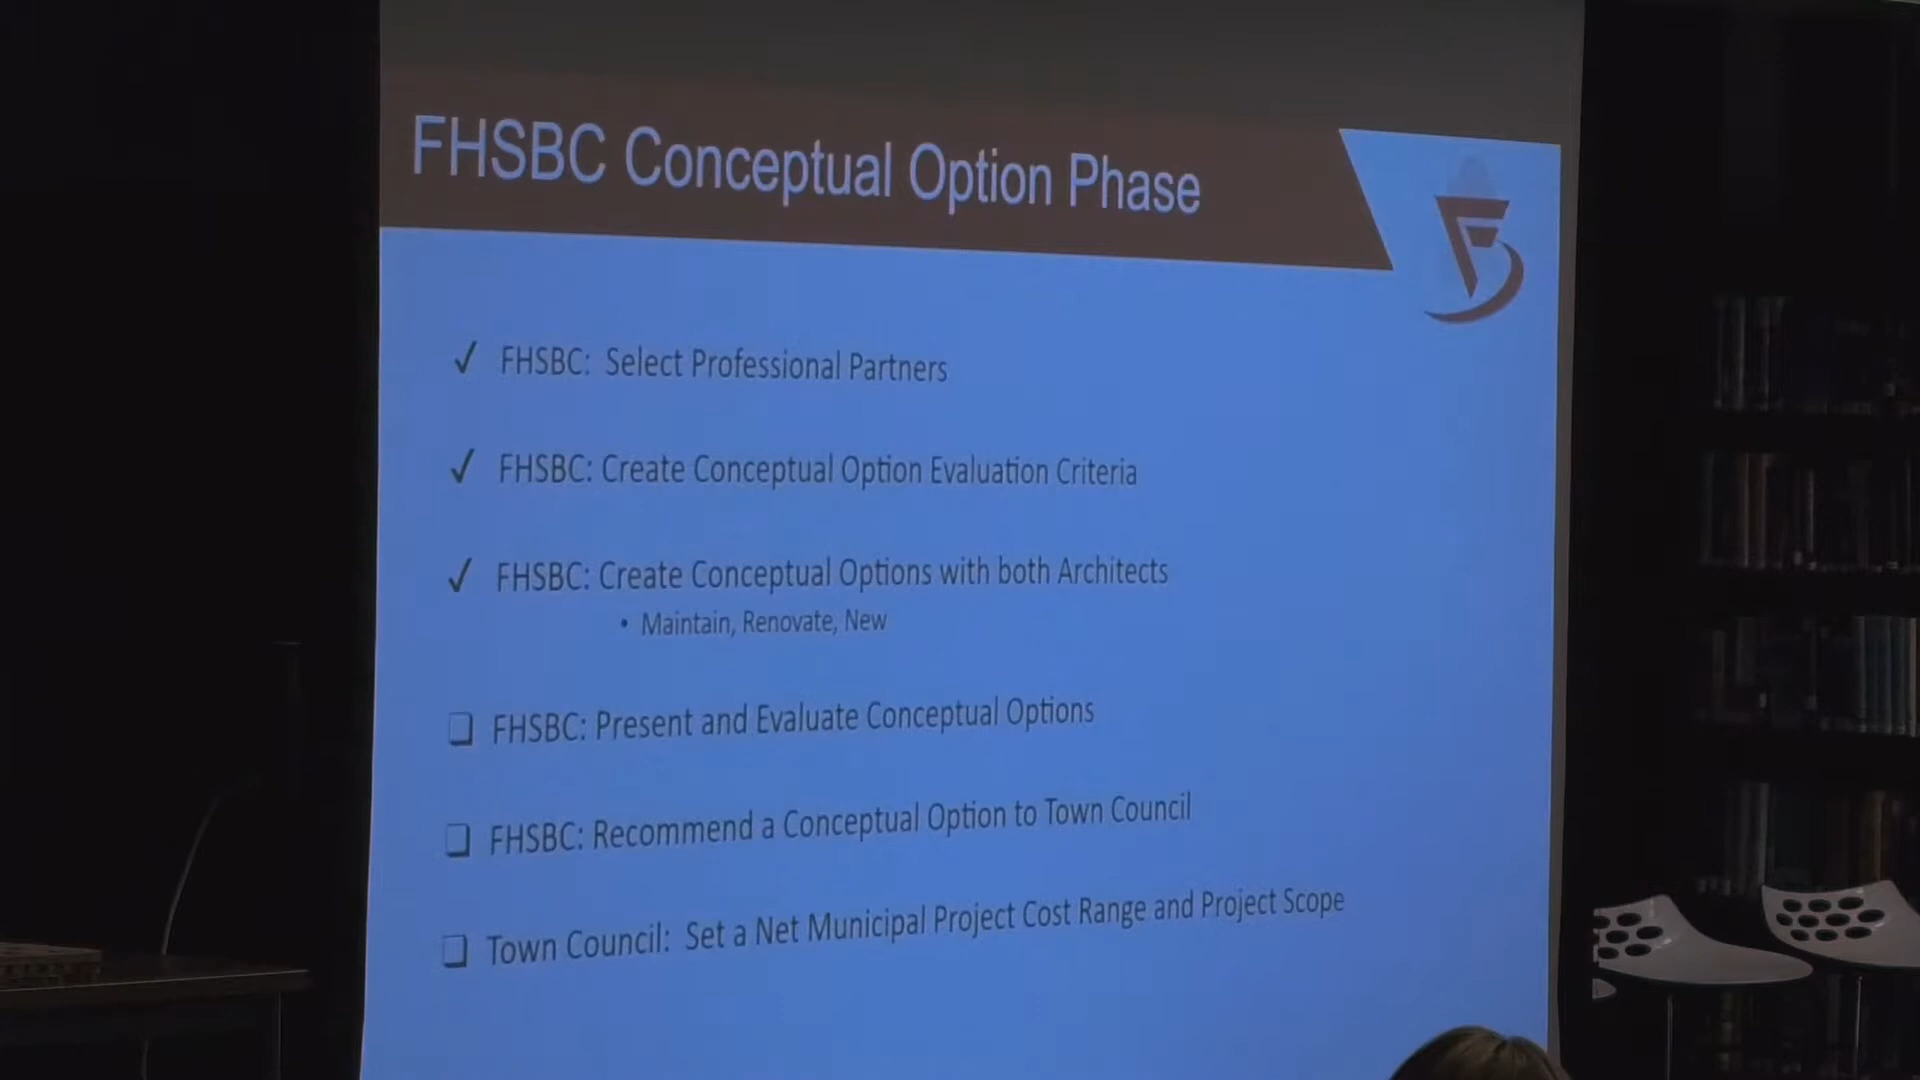 FHSBC Conceptual Option Phase
✓ FHSBC: Select Professional Partners
✓ FHSBC: Create Conceptual Option Evaluation Criteria
✓ FHSBC: Create Conceptual Options with both Architects
• Maintain, Renovate, New
❑ FHSBC: Present and Evaluate Conceptual Options
❑ FHSBC: Recommend a Conceptual Option to Town Council
❑ Town Council: Set a Net Municipal Project Cost Range and Project Scope